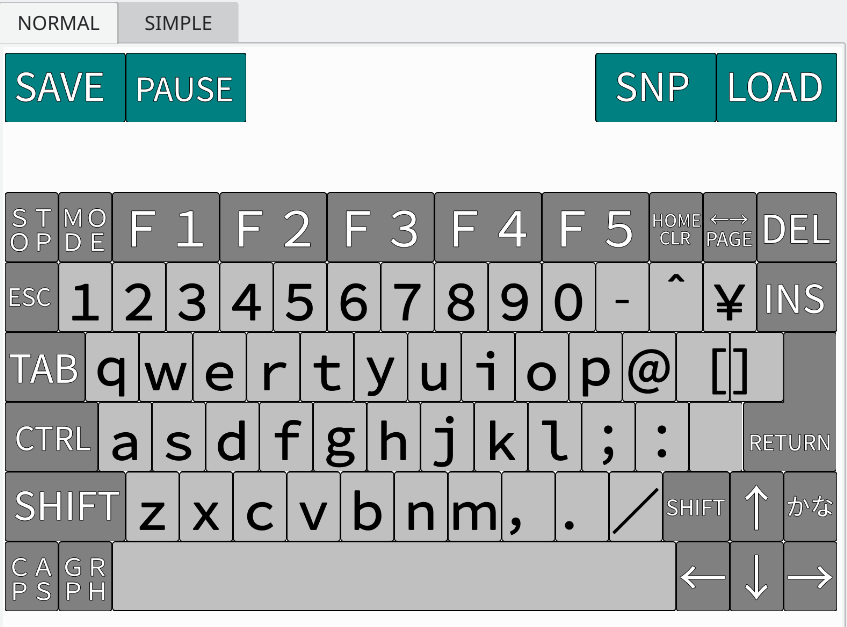 NORMAL SIMPLE
SAVE PAUSE SNP LOAD
STOP MODE F1 F2 F3 F4 F5 HOME CLR ←→ PAGE DEL
ESC 1 2 3 4 5 6 7 8 9 0 - ^ ¥ INS
TAB q w e r t y u i o p @ [ ]
CTRL a s d f g h j k l ; : RETURN
SHIFT z x c v b n m , . / SHIFT ↑ かな
CAPS GRPH ← ↓ →